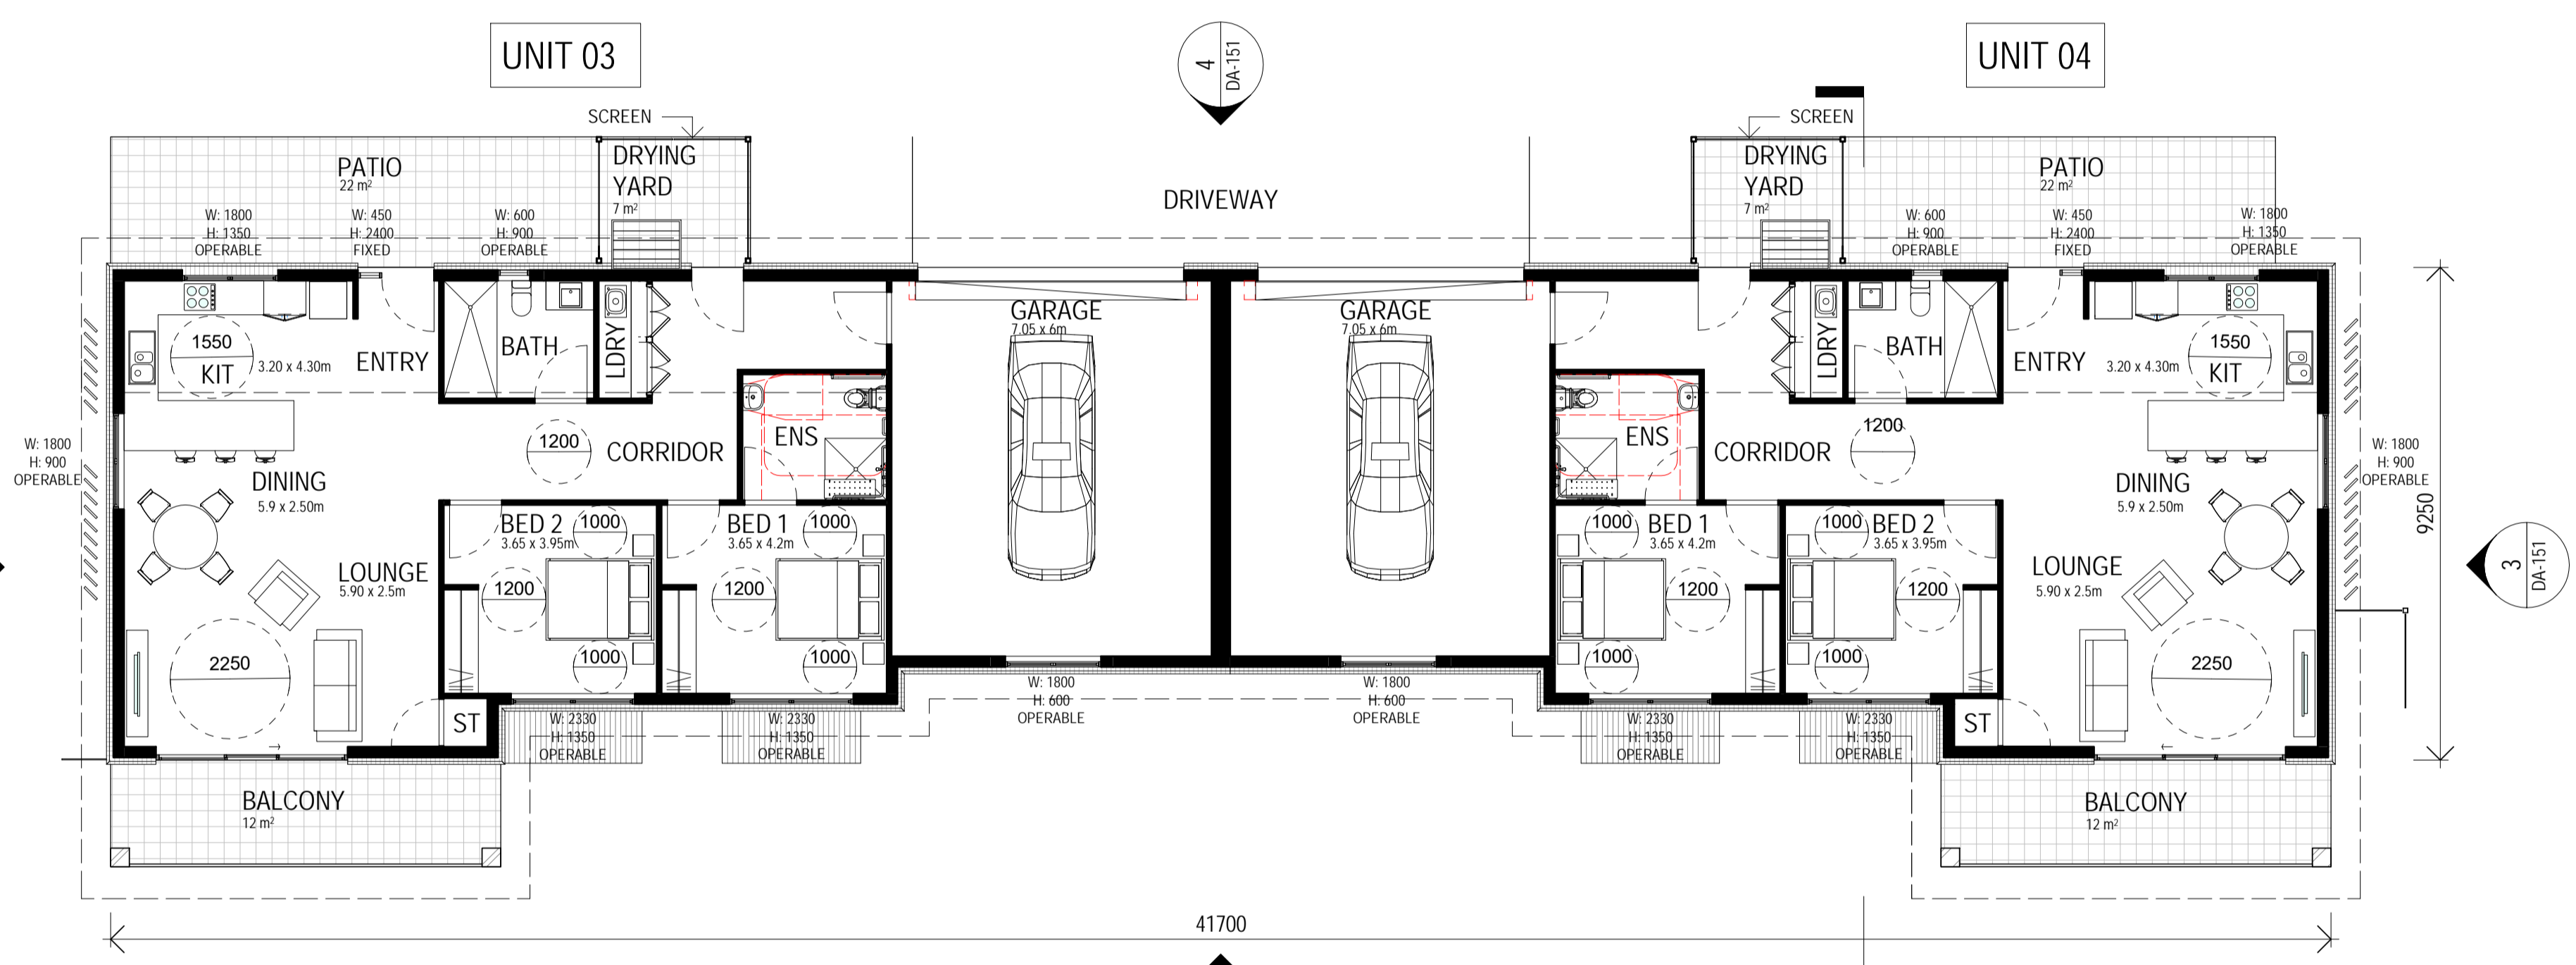 UNIT 03
4
DA-151
UNIT 04
SCREEN
SCREEN
PATIO
22 m²
DRYING
YARD
7 m²
DRIVEWAY
DRYING
YARD
7 m²
PATIO
22 m²
W: 1800
H: 1350
OPERABLE
W: 450
H: 2400
FIXED
W: 600
H: 900
OPERABLE
W: 600
H: 900
OPERABLE
W: 450
H: 2400
FIXED
W: 1800
H: 1350
OPERABLE
1550
KIT
3.20 x 4.30m
ENTRY
BATH
LDRY
GARAGE
7.05 x 6m
GARAGE
7.05 x 6m
LDRY
BATH
ENTRY
3.20 x 4.30m
1550
KIT
W: 1800
H: 900
OPERABLE
DINING
5.9 x 2.50m
1200
CORRIDOR
ENS
ENS
CORRIDOR
1200
DINING
5.9 x 2.50m
W: 1800
H: 900
OPERABLE
9250
3
DA-151
LOUNGE
5.90 x 2.5m
2250
BED 2
3.65 x 3.95m
1000
1200
1000
BED 1
3.65 x 4.2m
1000
1200
1000
1000
BED 1
3.65 x 4.2m
1200
1000
1000
BED 2
3.65 x 3.95m
1200
1000
LOUNGE
5.90 x 2.5m
2250
ST
W: 2330
H: 1350
OPERABLE
W: 2330
H: 1350
OPERABLE
W: 1800
H: 600
OPERABLE
W: 1800
H: 600
OPERABLE
W: 2330
H: 1350
OPERABLE
W: 2330
H: 1350
OPERABLE
ST
BALCONY
12 m²
BALCONY
12 m²
41700